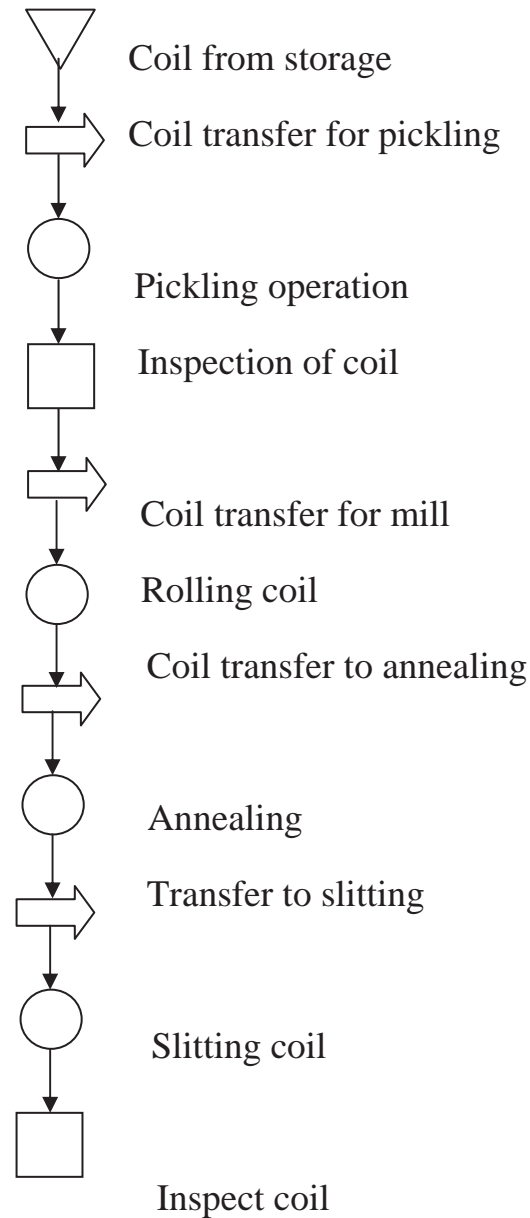 Coil from storage
Coil transfer for pickling
Pickling operation
Inspection of coil
Coil transfer for mill
Rolling coil
Coil transfer to annealing
Annealing
Transfer to slitting
Slitting coil
Inspect coil